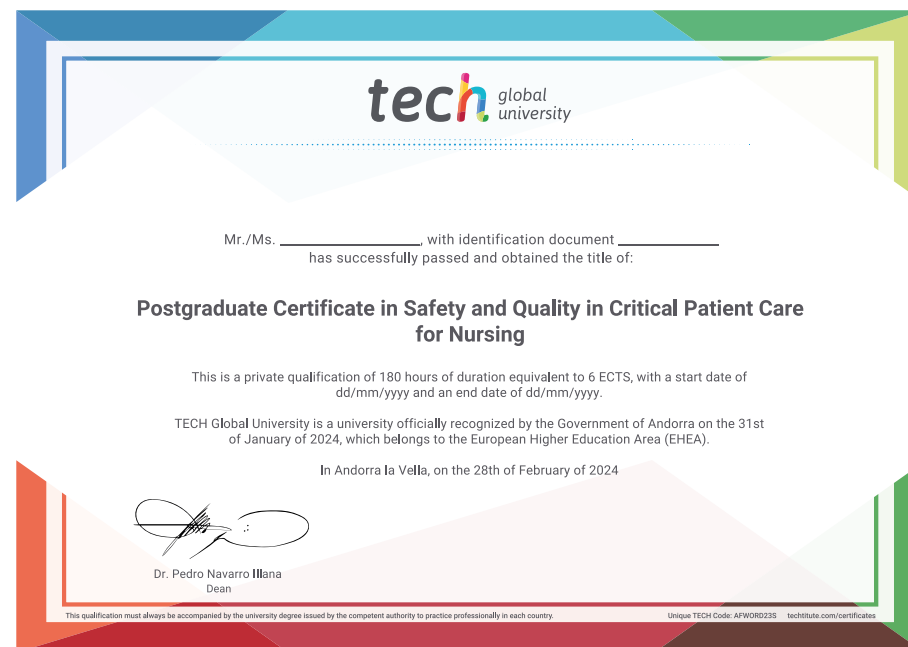 tech global
university
Mr./Ms. ____________, with identification document ____________
has successfully passed and obtained the title of:
Postgraduate Certificate in Safety and Quality in Critical Patient Care
for Nursing
This is a private qualification of 180 hours of duration equivalent to 6 ECTS, with a start date of
dd/mm/yyyy and an end date of dd/mm/yyyy.
TECH Global University is a university officially recognized by the Government of Andorra on the 31st
of January of 2024, which belongs to the European Higher Education Area (EHEA).
In Andorra la Vella, on the 28th of February of 2024
Dr. Pedro Navarro Illana
Dean
This qualification must always be accompanied by the university degree issued by the competent authority to practice professionally in each country. Unique TECH Code: AFWORD23S techtitute.com/certificates